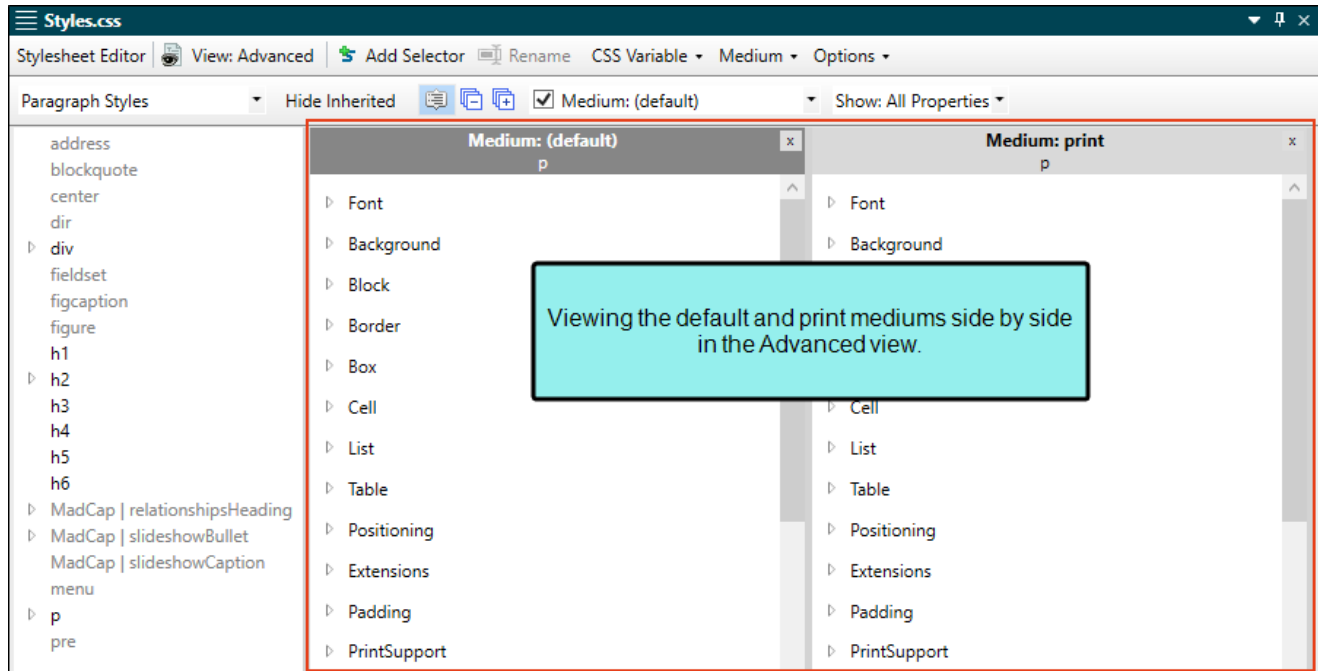 Styles.css
Stylesheet Editor View: Advanced Add Selector Rename CSS Variable Medium Options
Paragraph Styles Hide Inherited Medium: (default) Show: All Properties
address
blockquote
center
dir
div
fieldset
figcaption
figure
h1
h2
h3
h4
h5
h6
MadCap | relationshipsHeading
MadCap | slideshowBullet
MadCap | slideshowCaption
menu
p
pre
Medium: (default) x
p
Font
Background
Block
Border
Box
Cell
List
Table
Positioning
Extensions
Padding
PrintSupport
Medium: print x
p
Font
Background
Cell
List
Table
Positioning
Extensions
Padding
PrintSupport
Viewing the default and print mediums side by side
in the Advanced view.